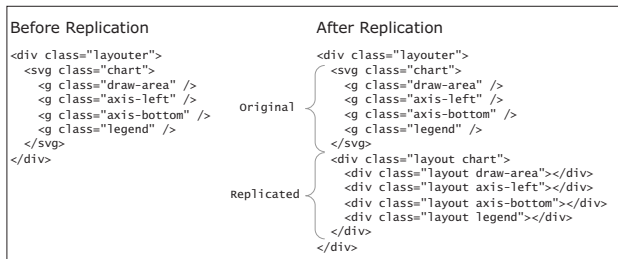 Before Replication
<div class="layouter">
<svg class="chart">
<g class="draw-area" />
<g class="axis-left" />
<g class="axis-bottom" />
<g class="legend" />
</svg>
</div>
After Replication
<div class="layouter">
Original
<svg class="chart">
<g class="draw-area" />
<g class="axis-left" />
<g class="axis-bottom" />
<g class="legend" />
</svg>
Replicated
<div class="layout chart">
<div class="layout draw-area"></div>
<div class="layout axis-left"></div>
<div class="layout axis-bottom"></div>
<div class="layout legend"></div>
</div>
</div>